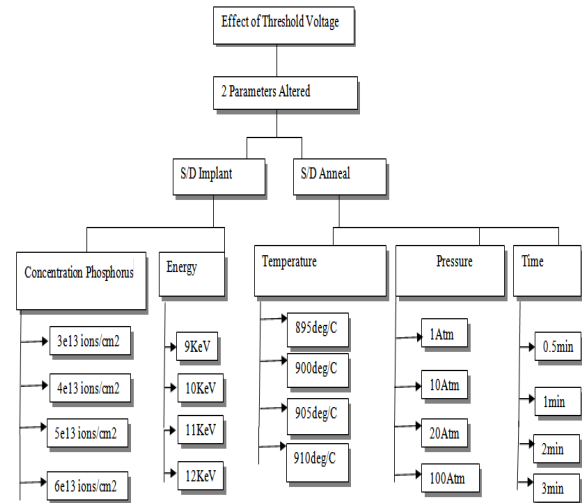 Effect of Threshold Voltage
2 Parameters Altered
S/D Implant
S/D Anneal
Concentration Phosphorus
Energy
Temperature
Pressure
Time
3e13 ions/cm2
4e13 ions/cm2
5e13 ions/cm2
6e13 ions/cm2
9KeV
10KeV
11KeV
12KeV
895deg/C
900deg/C
905deg/C
910deg/C
1Atm
10Atm
20Atm
100Atm
0.5min
1min
2min
3min